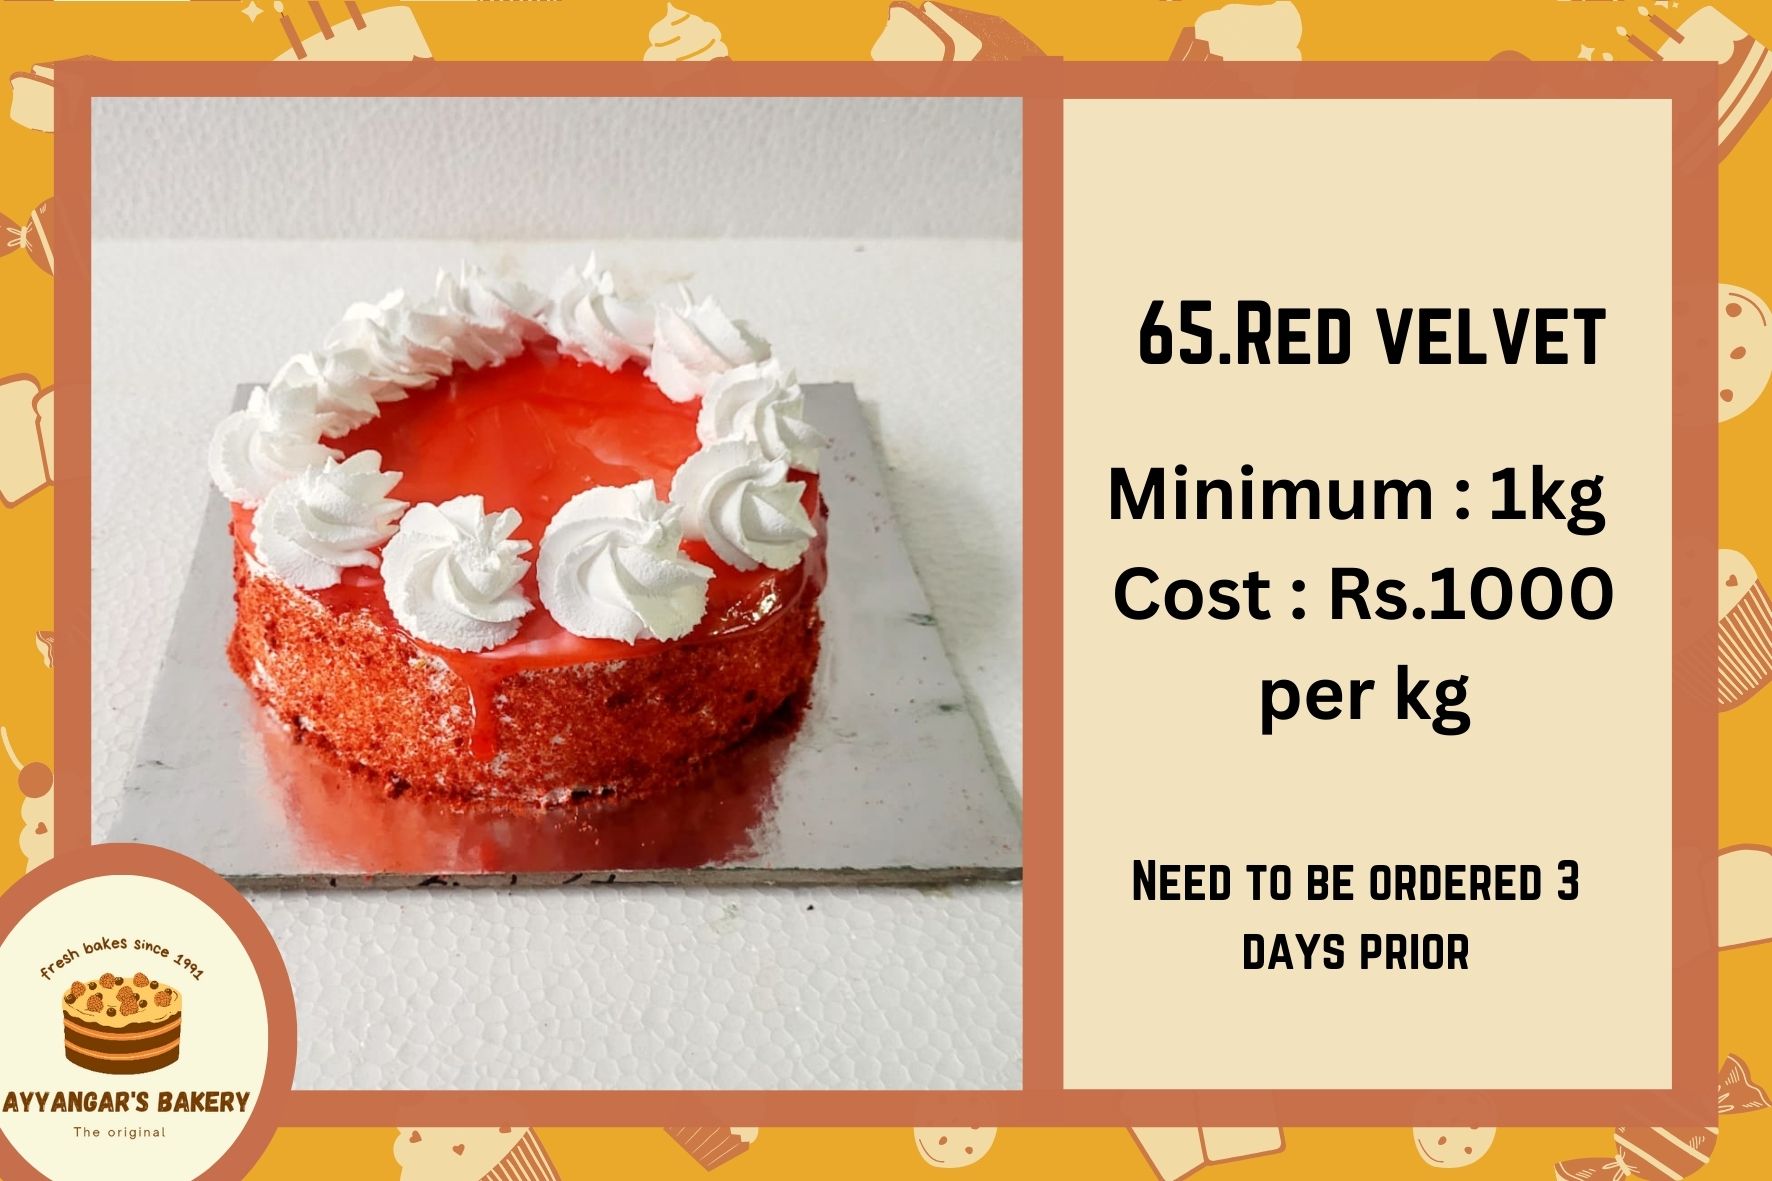 65.Red velvet
Minimum : 1kg
Cost : Rs.1000
per kg
Need to be ordered 3
days prior
fresh bakes since 1991
AYYANGAR'S BAKERY
The original